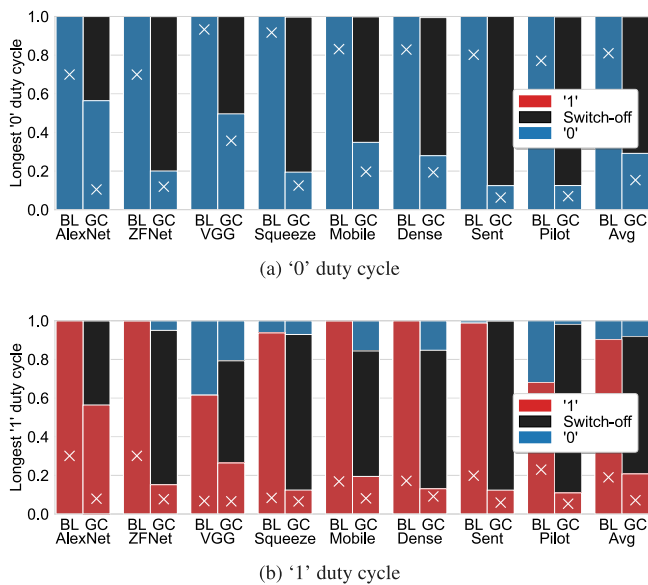 Longest '0' duty cycle
1.0
0.8
0.6
0.4
0.2
0.0
'1'
Switch-off
'0'
BL GC BL GC BL GC BL GC BL GC BL GC BL GC BL GC BL GC
AlexNet ZFNet VGG Squeeze Mobile Dense Sent Pilot Avg
(a) ‘0’ duty cycle
Longest '1' duty cycle
1.0
0.8
0.6
0.4
0.2
0.0
'1'
Switch-off
'0'
BL GC BL GC BL GC BL GC BL GC BL GC BL GC BL GC BL GC
AlexNet ZFNet VGG Squeeze Mobile Dense Sent Pilot Avg
(b) ‘1’ duty cycle